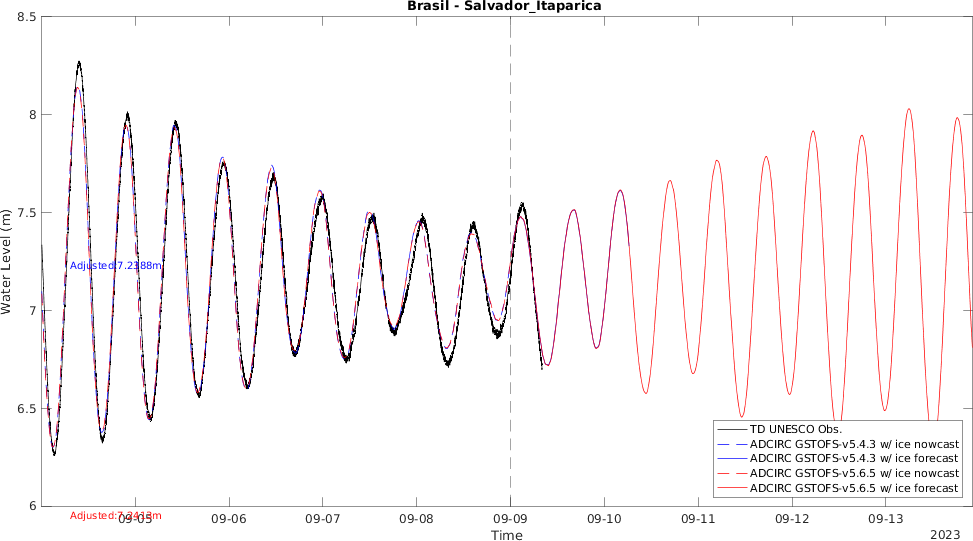 Brasil - Salvador_Itaparica
8.5
8
7.5
7
6.5
6
Water Level (m)
Adjusted:7.2388m
Adjusted:7.2413m
TD UNESCO Obs.
ADCIRC GSTOFS-v5.4.3 w/ ice nowcast
ADCIRC GSTOFS-v5.4.3 w/ ice forecast
ADCIRC GSTOFS-v5.6.5 w/ ice nowcast
ADCIRC GSTOFS-v5.6.5 w/ ice forecast
09-05 09-06 09-07 09-08 09-09 09-10 09-11 09-12 09-13
Time
2023